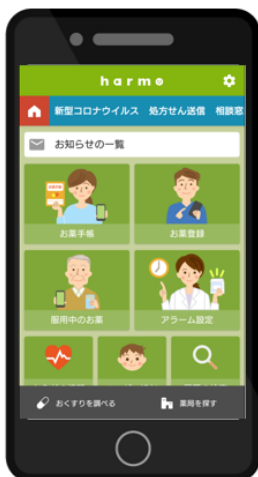 harmo
新型コロナウイルス 処方せん送信 相談窓
お知らせの一覧
お薬手帳 お薬登録
服用中のお薬 アラーム設定
おくすりを調べる 薬局を探す